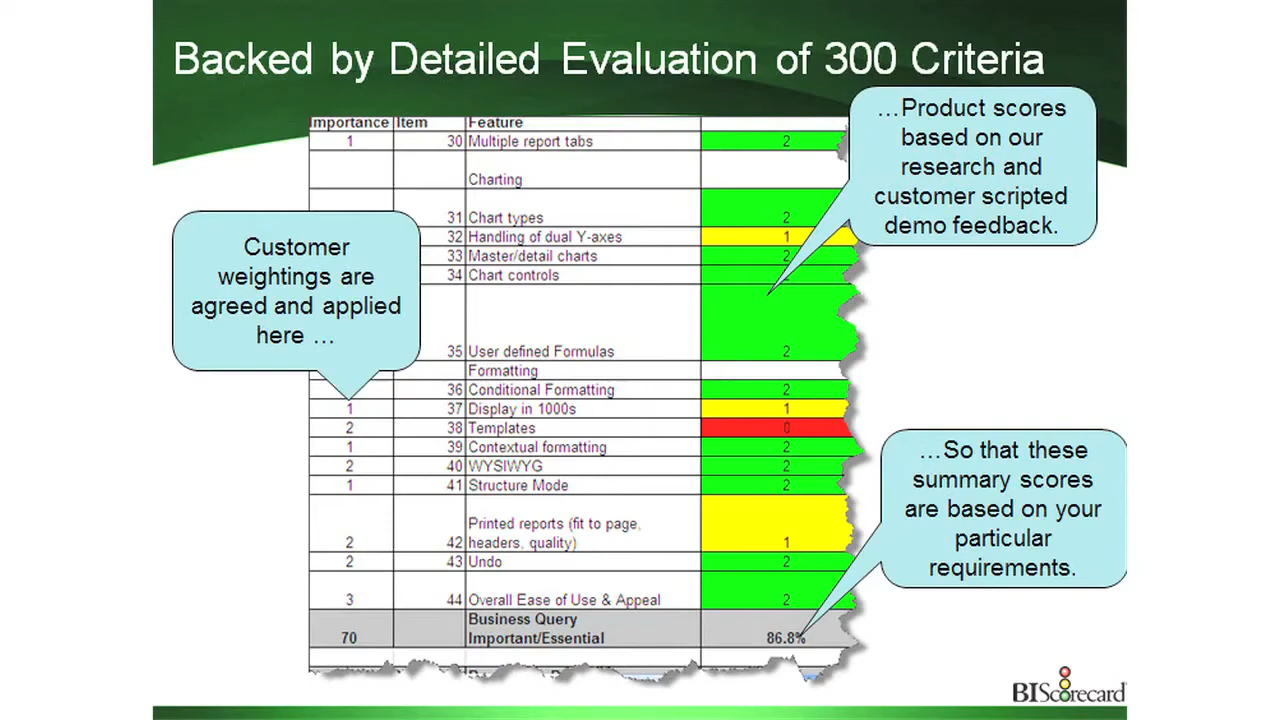 Backed by Detailed Evaluation of 300 Criteria
Importance Item Feature
1 30 Multiple report tabs 2
Charting
31 Chart types 2
32 Handling of dual Y-axes 1
33 Master/detail charts 2
34 Chart controls
35 User defined Formulas 2
Formatting
36 Conditional Formatting 2
1 37 Display in 1000s 1
2 38 Templates 0
1 39 Contextual formatting 2
2 40 WYSIWYG 2
1 41 Structure Mode 2
Printed reports (fit to page,
2 42 headers, quality) 1
2 43 Undo 2
3 44 Overall Ease of Use & Appeal 2
Business Query
70 Important/Essential 86.8%
Customer
weightings are
agreed and applied
here …
…Product scores
based on our
research and
customer scripted
demo feedback.
…So that these
summary scores
are based on your
particular
requirements.
BIScorecard